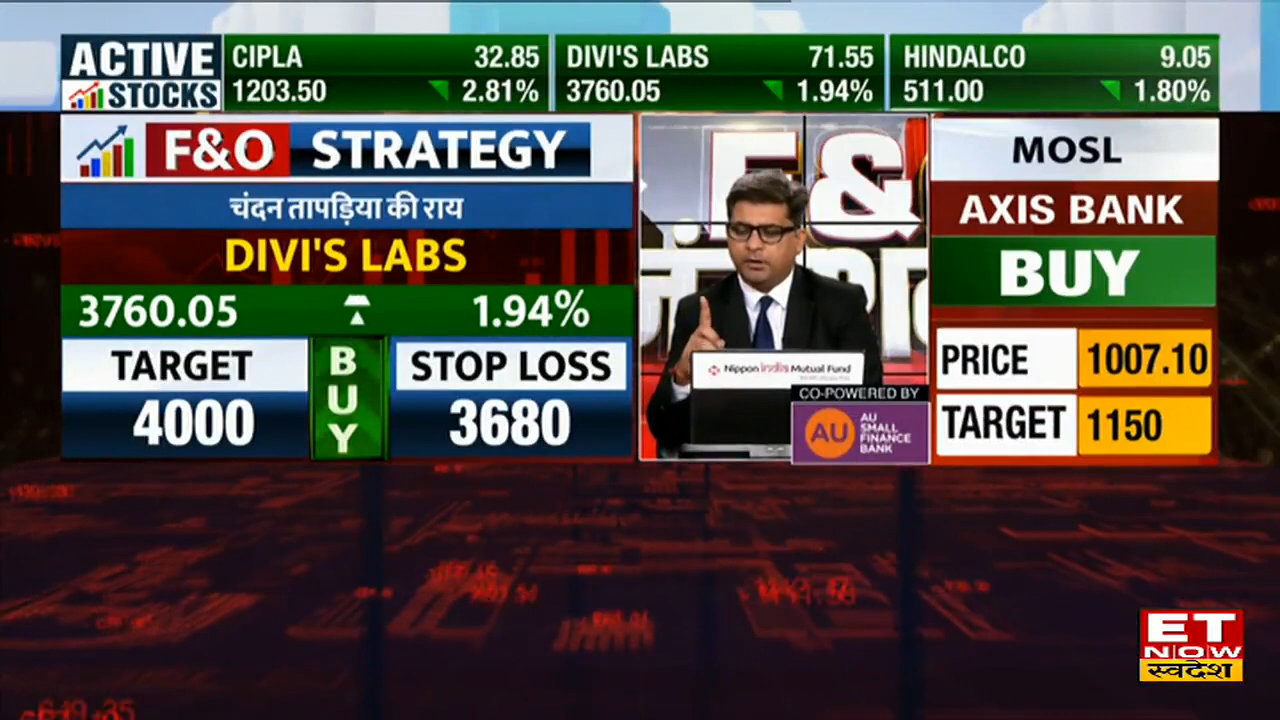 ACTIVE
STOCKS
CIPLA 32.85
1203.50 2.81%
DIVI'S LABS 71.55
3760.05 1.94%
HINDALCO 9.05
511.00 1.80%
F&O STRATEGY
चंदन तापड़िया की राय
DIVI'S LABS
3760.05 1.94%
TARGET
4000
BUY
STOP LOSS
3680
F&
Nippon india Mutual Fund
CO-POWERED BY
AU
AU
SMALL
FINANCE
BANK
MOSL
AXIS BANK
BUY
PRICE 1007.10
TARGET 1150
ET
NOW
स्वदेश